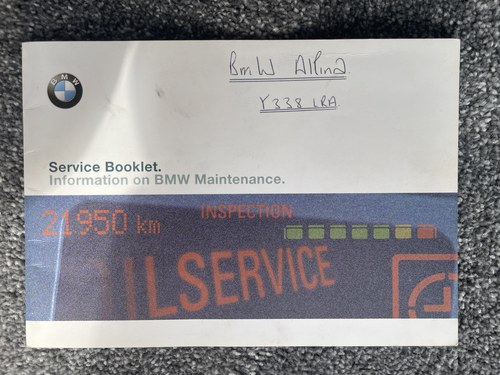 BMW
BMW Alpina.
Y338 LRA
Service Booklet.
Information on BMW Maintenance.
21950 km
INSPECTION
LSERVICE